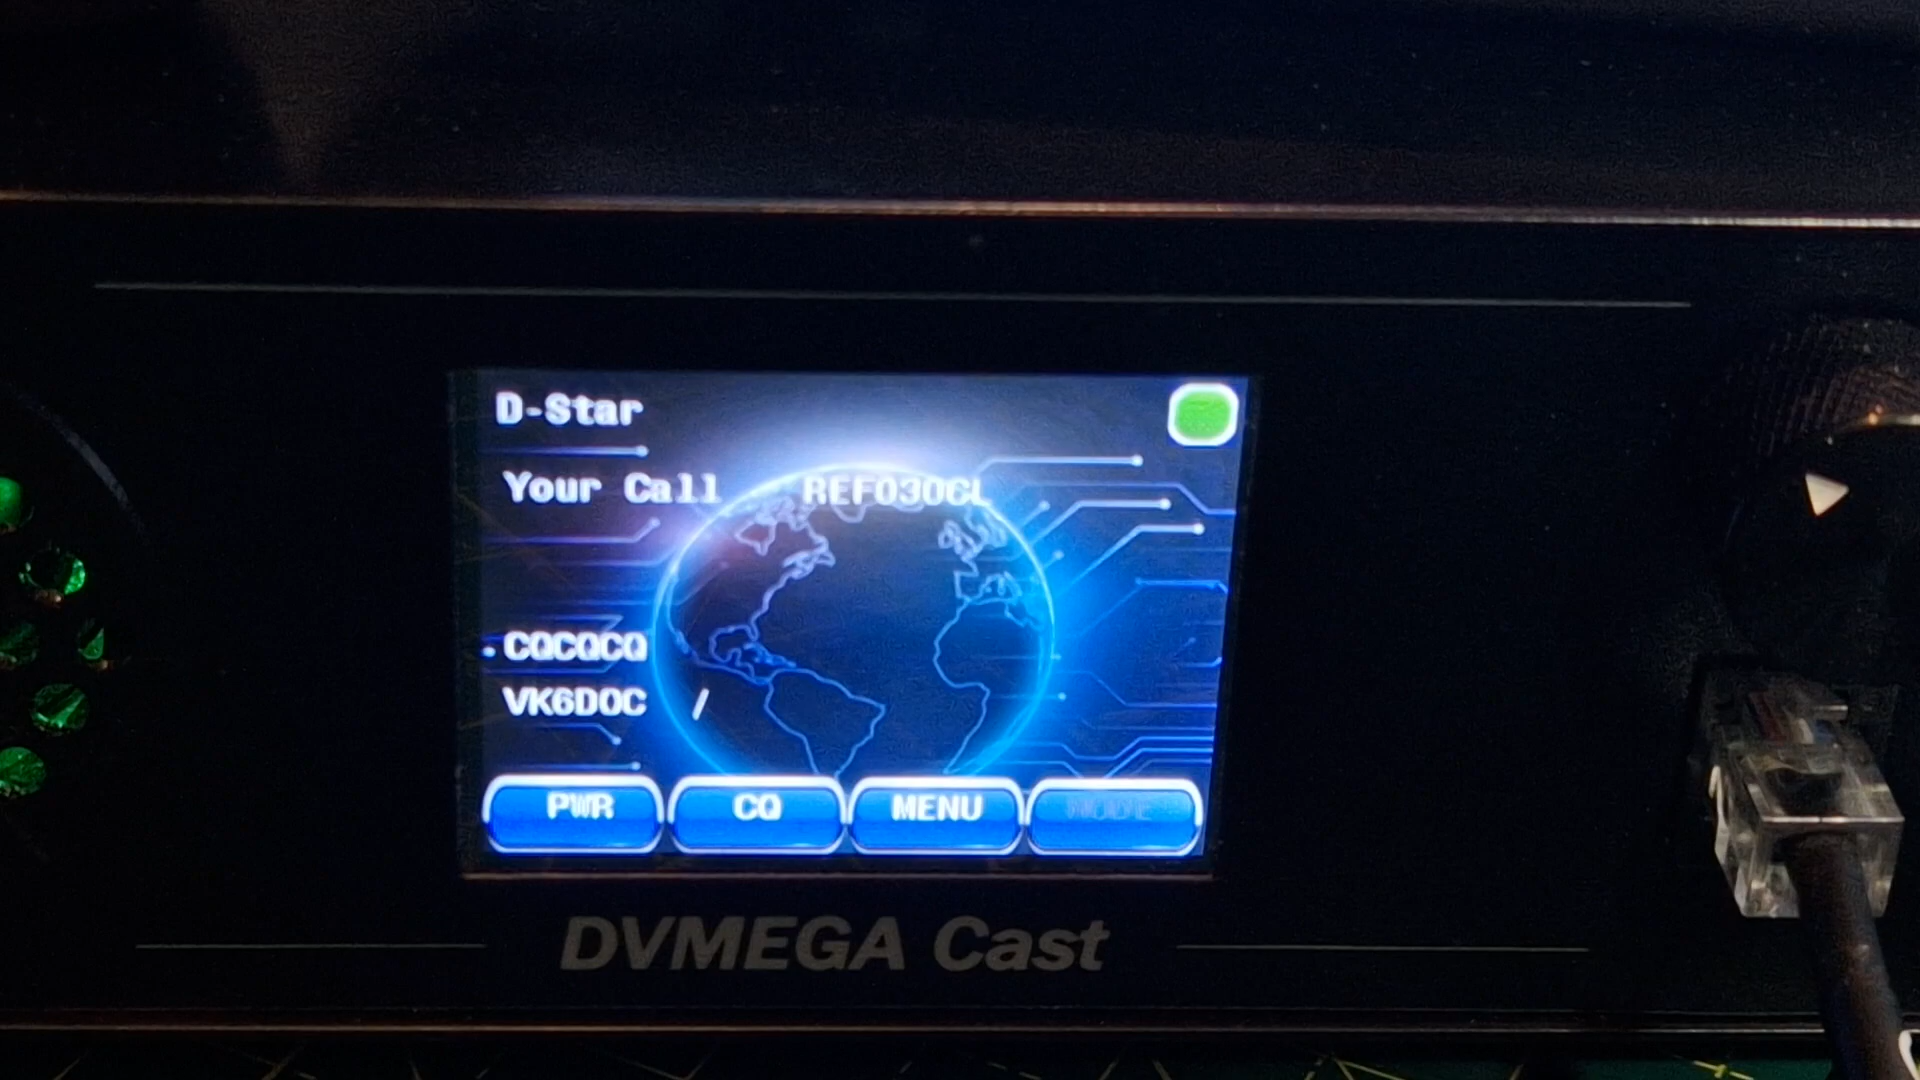 D-Star
Your Call REF030CL
CQCQCQ
VK6DOC /
PWR CQ MENU MODE
DVMEGA Cast